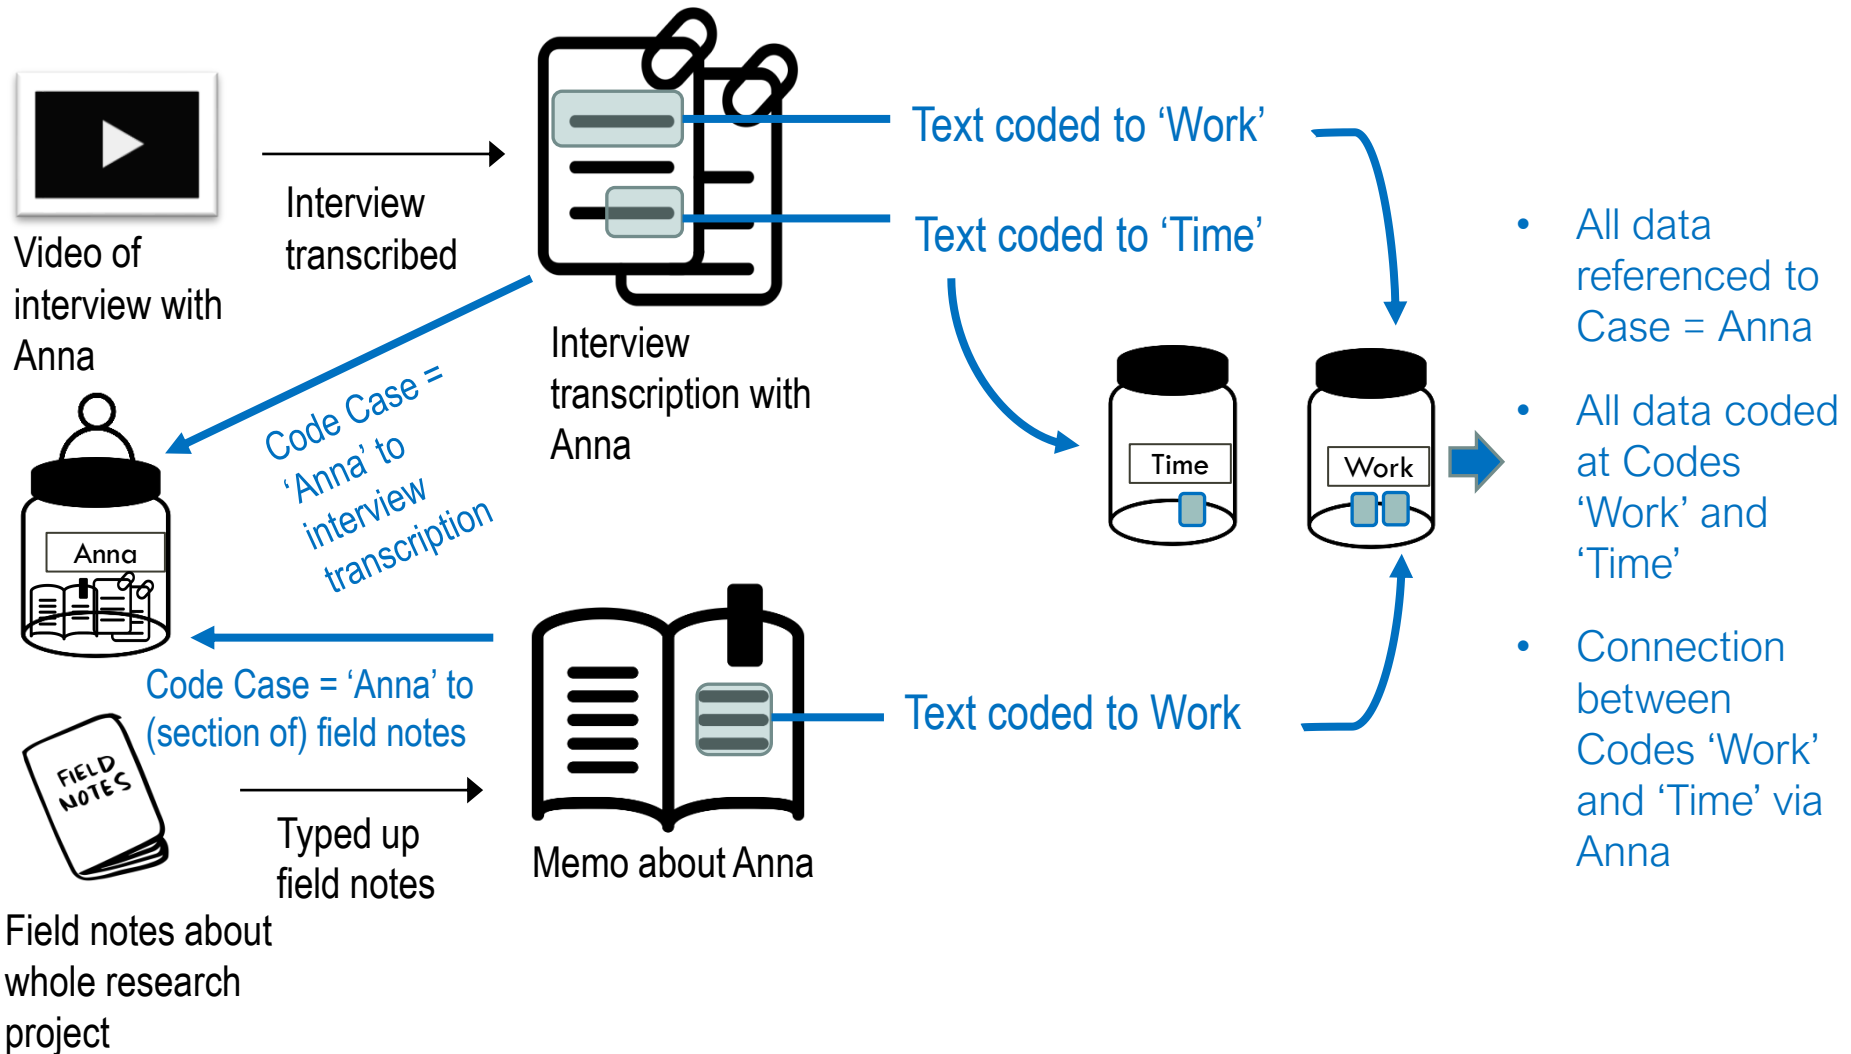 Video of
interview with
Anna
Interview
transcribed
Interview
transcription with
Anna
Text coded to ‘Work’
Text coded to ‘Time’
Code Case =
‘Anna’ to
interview
transcription
Anna
Code Case = ‘Anna’ to
(section of) field notes
FIELD
NOTES
Typed up
field notes
Field notes about
whole research
project
Memo about Anna
Text coded to Work
Time
Work
• All data
referenced to
Case = Anna
• All data coded
at Codes
‘Work’ and
‘Time’
• Connection
between
Codes ‘Work’
and ‘Time’ via
Anna